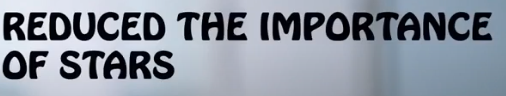 REDUCED THE IMPORTANCE
OF STARS